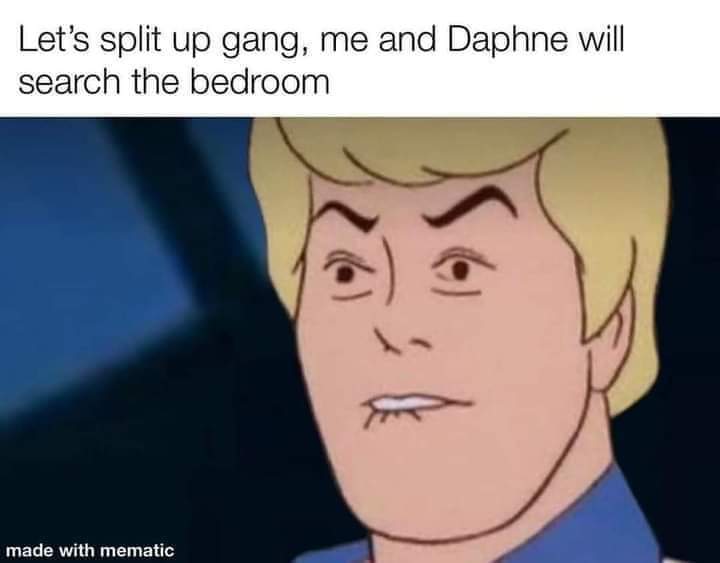 Let’s split up gang, me and Daphne will
search the bedroom
made with mematic